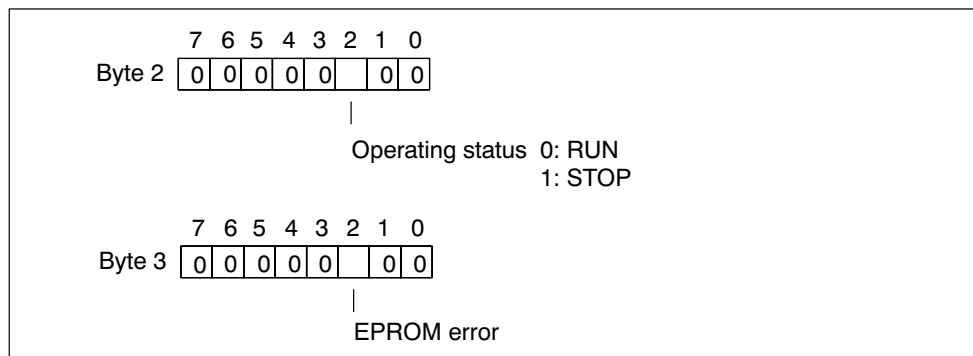 7 6 5 4 3 2 1 0
Byte 2 0 0 0 0 0 0 0
Operating status 0: RUN
1: STOP
7 6 5 4 3 2 1 0
Byte 3 0 0 0 0 0 0 0
EPROM error